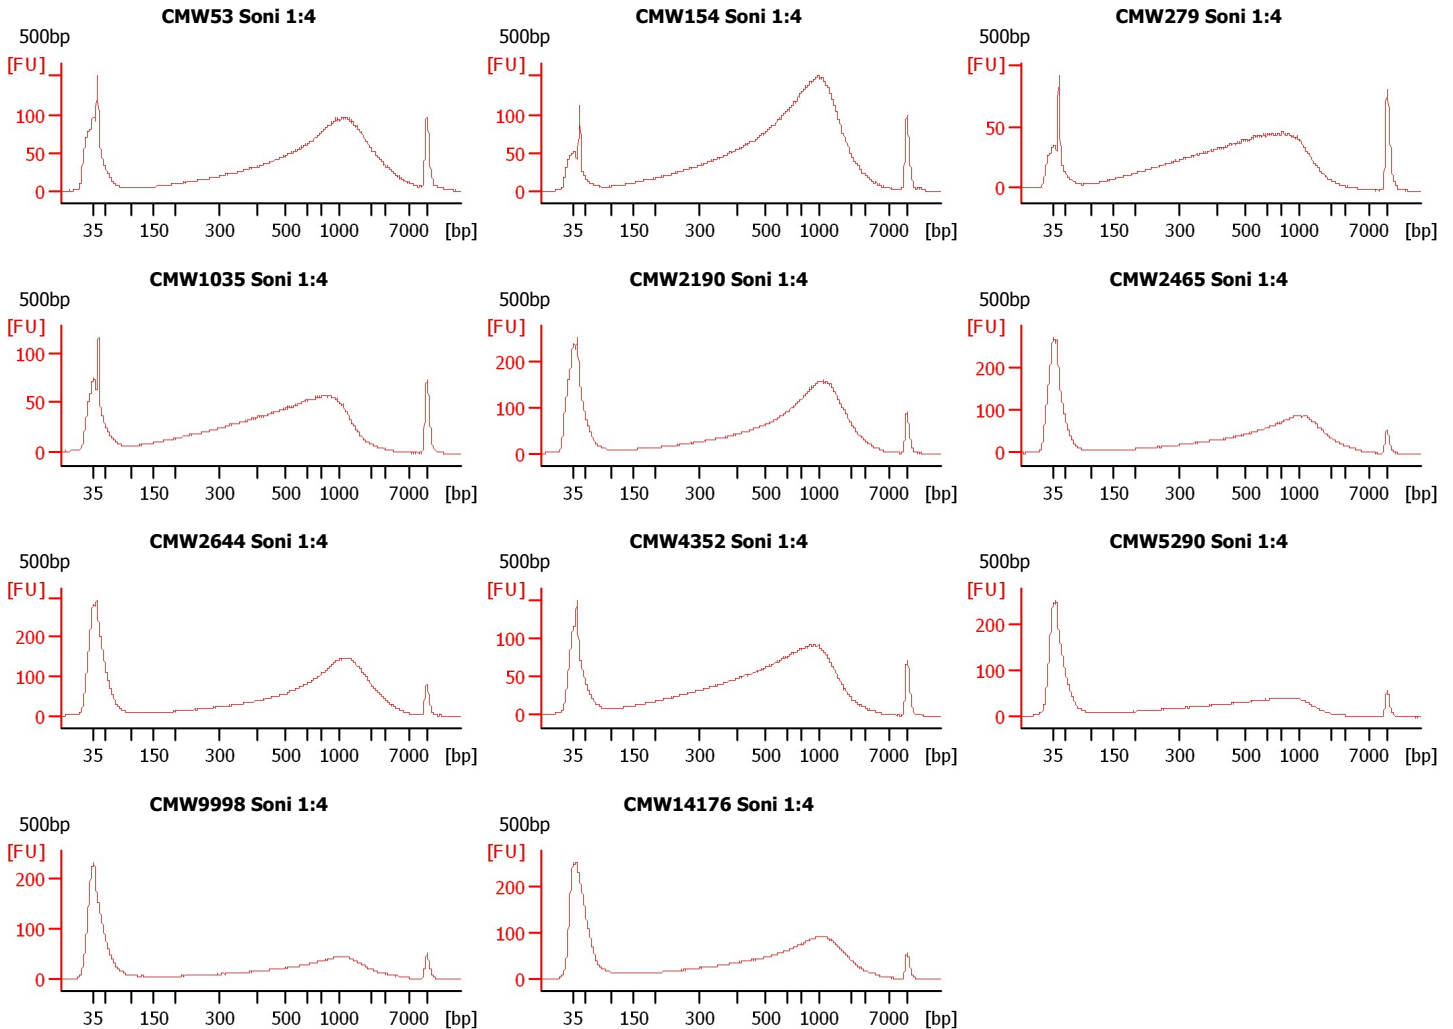 CMW53 Soni 1:4
500bp
[FU]
100
50
0
35 150 300 500 1000 7000 [bp]
CMW154 Soni 1:4
500bp
[FU]
100
50
0
35 150 300 500 1000 7000 [bp]
CMW279 Soni 1:4
500bp
[FU]
50
0
35 150 300 500 1000 7000 [bp]
CMW1035 Soni 1:4
500bp
[FU]
100
50
0
35 150 300 500 1000 7000 [bp]
CMW2190 Soni 1:4
500bp
[FU]
200
100
0
35 150 300 500 1000 7000 [bp]
CMW2465 Soni 1:4
500bp
[FU]
200
100
0
35 150 300 500 1000 7000 [bp]
CMW2644 Soni 1:4
500bp
[FU]
200
100
0
35 150 300 500 1000 7000 [bp]
CMW4352 Soni 1:4
500bp
[FU]
100
50
0
35 150 300 500 1000 7000 [bp]
CMW5290 Soni 1:4
500bp
[FU]
200
100
0
35 150 300 500 1000 7000 [bp]
CMW9998 Soni 1:4
500bp
[FU]
200
100
0
35 150 300 500 1000 7000 [bp]
CMW14176 Soni 1:4
500bp
[FU]
200
100
0
35 150 300 500 1000 7000 [bp]